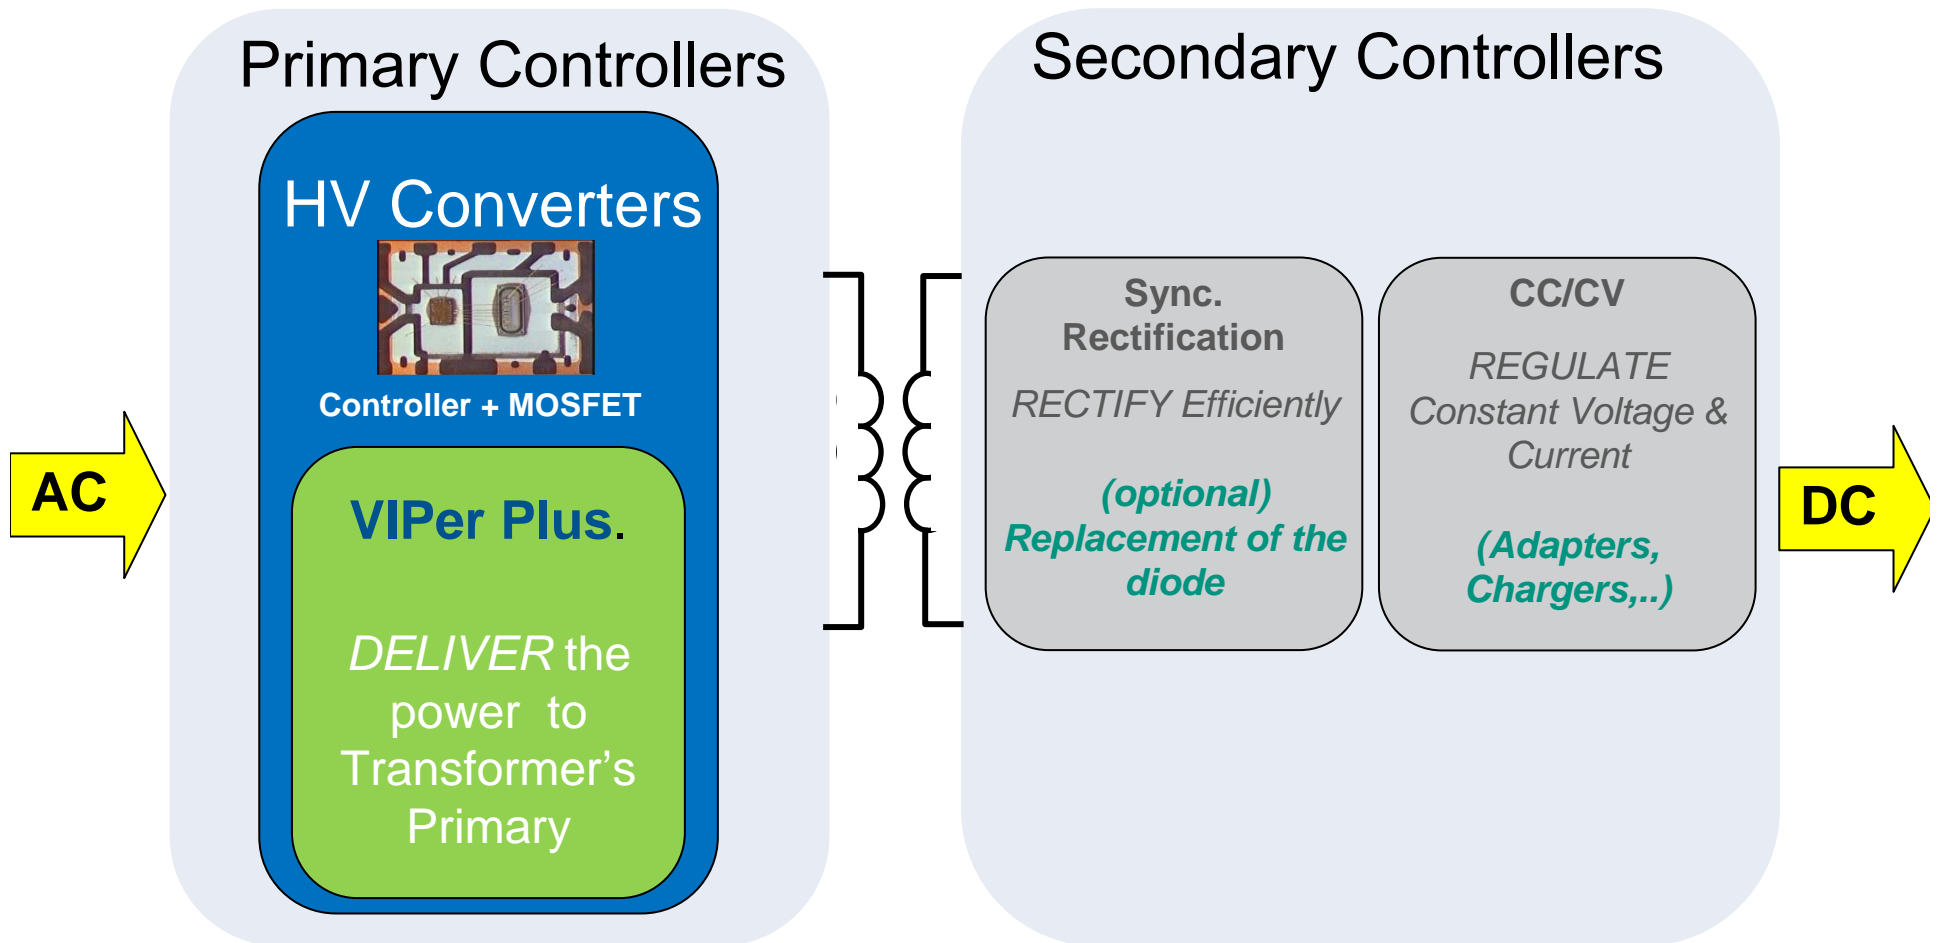 Primary Controllers
HV Converters
Controller + MOSFET
VIPer Plus.
DELIVER the
power to
Transformer’s
Primary
AC
Secondary Controllers
Sync.
Rectification
RECTIFY Efficiently
(optional)
Replacement of the
diode
CC/CV
REGULATE
Constant Voltage &
Current
(Adapters,
Chargers,..)
DC